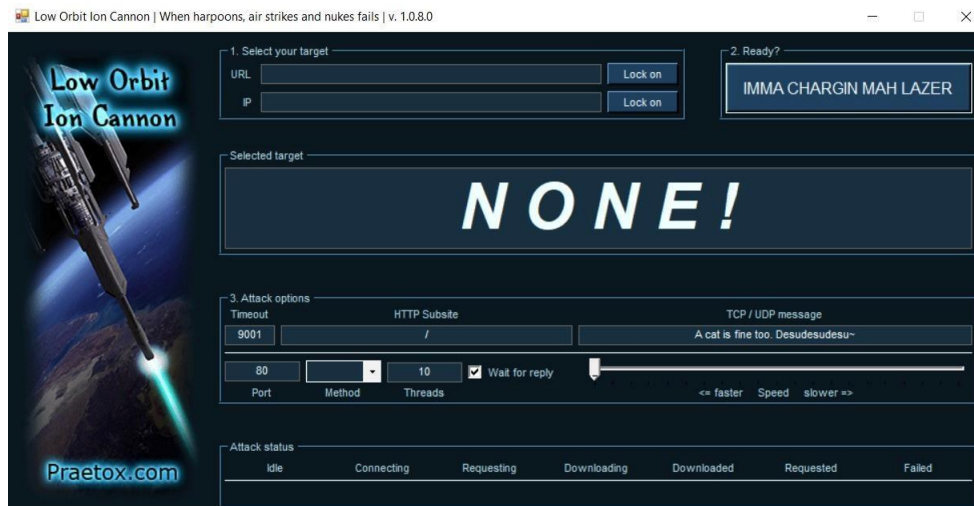 Low Orbit Ion Cannon | When harpoons, air strikes and nukes fails | v. 1.0.8.0
Low Orbit
Ion Cannon
Praetox.com
1. Select your target
URL Lock on
IP Lock on
2. Ready?
IMMA CHARGIN MAH LAZER
Selected target
NONE!
3. Attack options
Timeout HTTP Subsite TCP / UDP message
9001 / A cat is fine too. Desudesudesu~
80 10 Wait for reply
Port Method Threads <= faster Speed slower =>
Attack status
Idle Connecting Requesting Downloading Downloaded Requested Failed